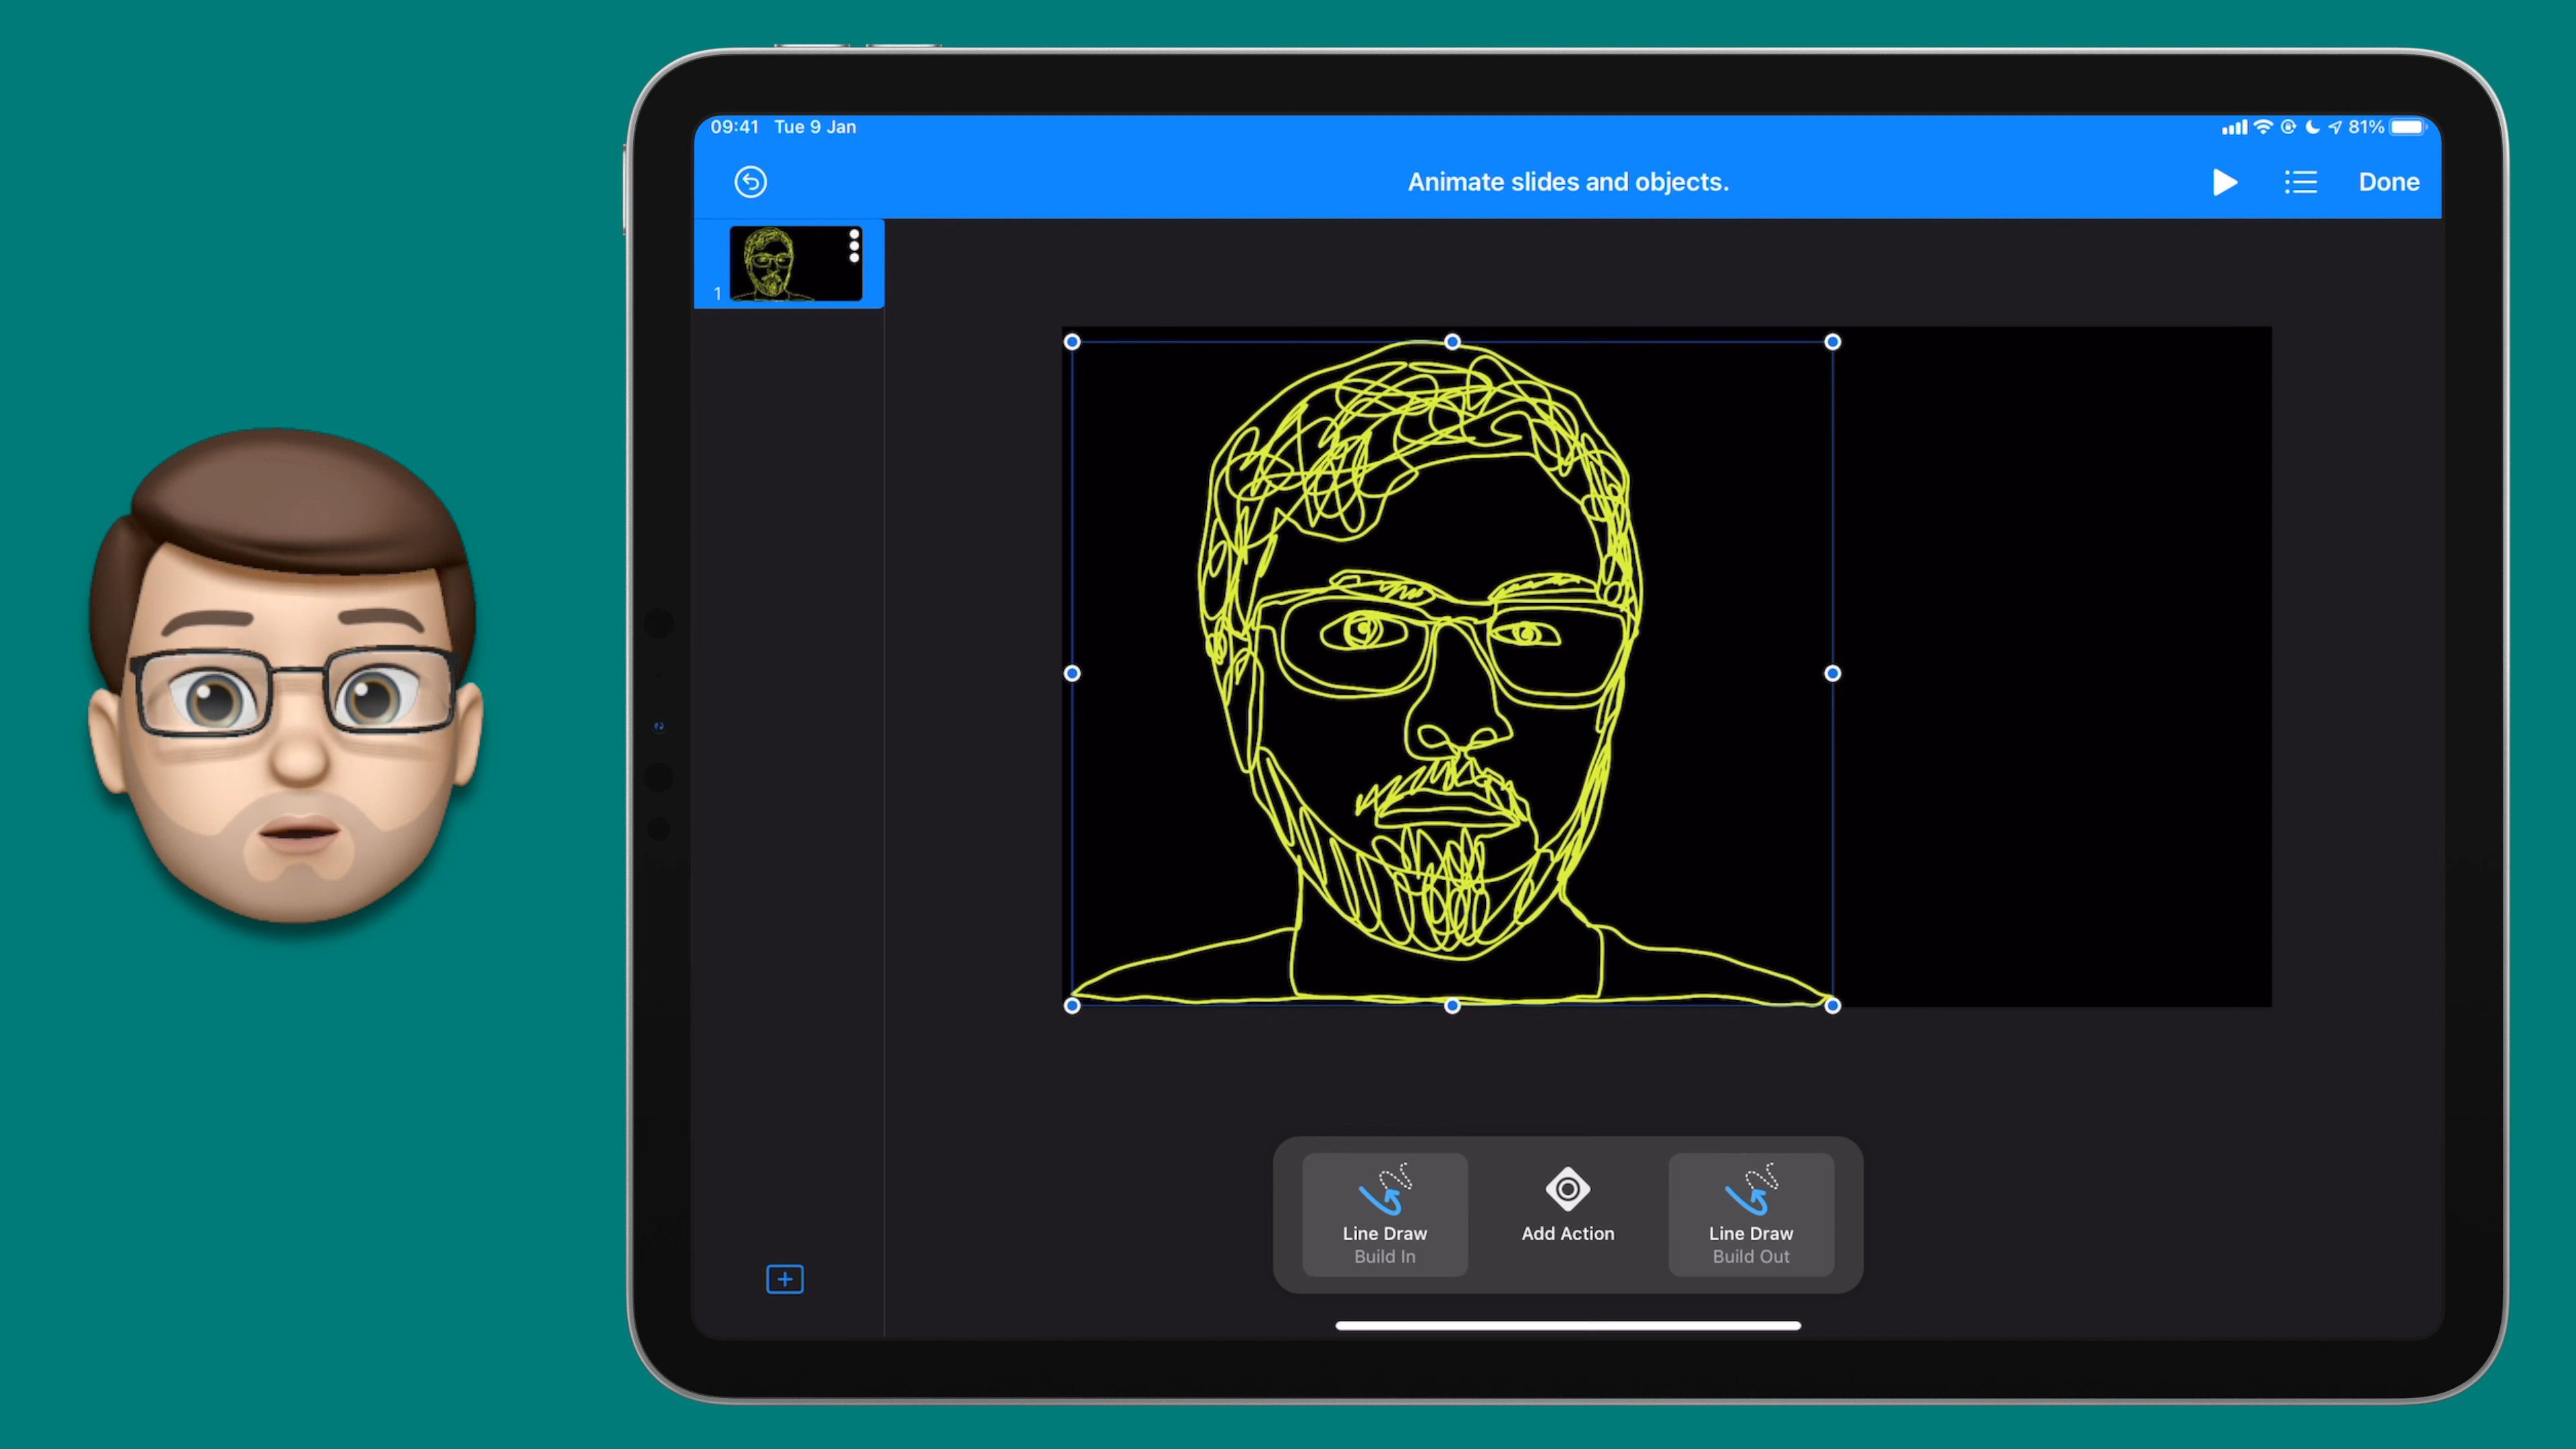 09:41 Tue 9 Jan
81%
Animate slides and objects.
Done
1
Line Draw
Build In
Add Action
Line Draw
Build Out